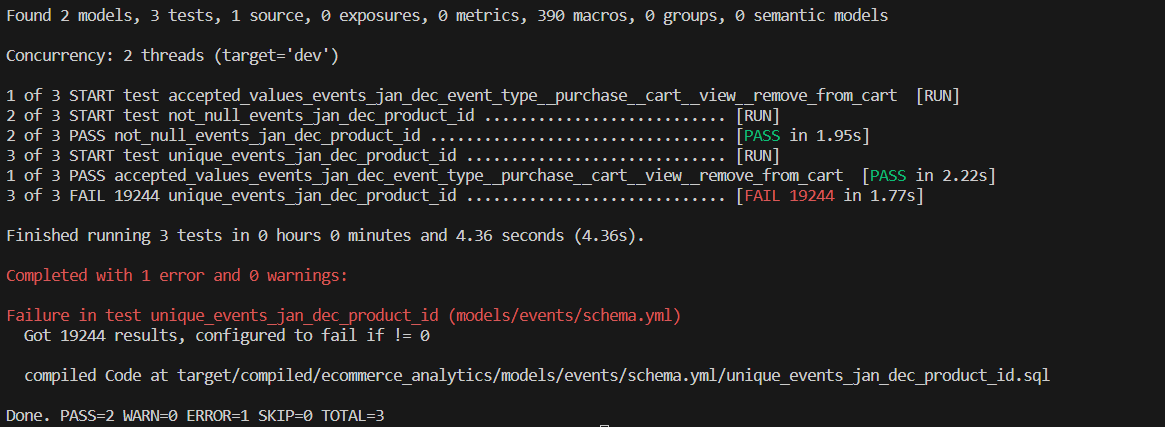 Found 2 models, 3 tests, 1 source, 0 exposures, 0 metrics, 390 macros, 0 groups, 0 semantic models
Concurrency: 2 threads (target='dev')
1 of 3 START test accepted_values_events_jan_dec_event_type__purchase__cart__view__remove_from_cart [RUN]
2 of 3 START test not_null_events_jan_dec_product_id ........................... [RUN]
2 of 3 PASS not_null_events_jan_dec_product_id ................................. [PASS in 1.95s]
3 of 3 START test unique_events_jan_dec_product_id ............................. [RUN]
1 of 3 PASS accepted_values_events_jan_dec_event_type__purchase__cart__view__remove_from_cart [PASS in 2.22s]
3 of 3 FAIL 19244 unique_events_jan_dec_product_id ............................. [FAIL 19244 in 1.77s]
Finished running 3 tests in 0 hours 0 minutes and 4.36 seconds (4.36s).
Completed with 1 error and 0 warnings:
Failure in test unique_events_jan_dec_product_id (models/events/schema.yml)
Got 19244 results, configured to fail if != 0
compiled Code at target/compiled/ecommerce_analytics/models/events/schema.yml/unique_events_jan_dec_product_id.sql
Done. PASS=2 WARN=0 ERROR=1 SKIP=0 TOTAL=3